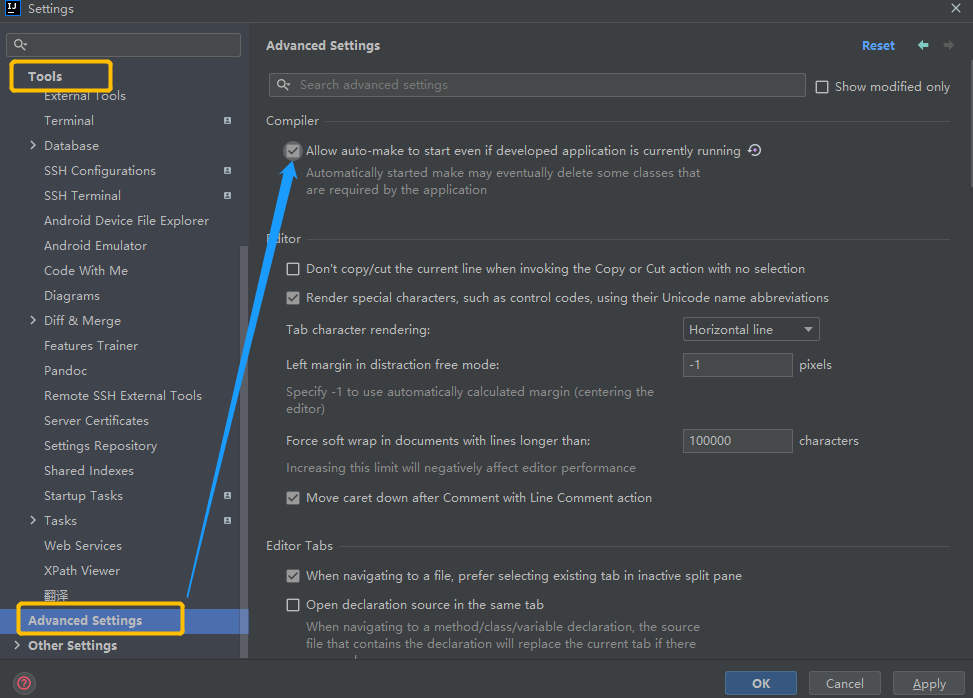 Settings
Tools
External Tools
Terminal
Database
SSH Configurations
SSH Terminal
Android Device File Explorer
Android Emulator
Code With Me
Diagrams
Diff & Merge
Features Trainer
Pandoc
Remote SSH External Tools
Server Certificates
Settings Repository
Shared Indexes
Startup Tasks
Tasks
Web Services
XPath Viewer
翻译
Advanced Settings
Other Settings
Advanced Settings
Reset
Search advanced settings
Show modified only
Compiler
Allow auto-make to start even if developed application is currently running
Automatically started make may eventually delete some classes that
are required by the application
Editor
Don't copy/cut the current line when invoking the Copy or Cut action with no selection
Render special characters, such as control codes, using their Unicode name abbreviations
Tab character rendering: Horizontal line
Left margin in distraction free mode: -1 pixels
Specify -1 to use automatically calculated margin (centering the
editor)
Force soft wrap in documents with lines longer than: 100000 characters
Increasing this limit will negatively affect editor performance
Move caret down after Comment with Line Comment action
Editor Tabs
When navigating to a file, prefer selecting existing tab in inactive split pane
Open declaration source in the same tab
When navigating to a method/class/variable declaration, the source
file that contains the declaration will replace the current tab if there
OK Cancel Apply